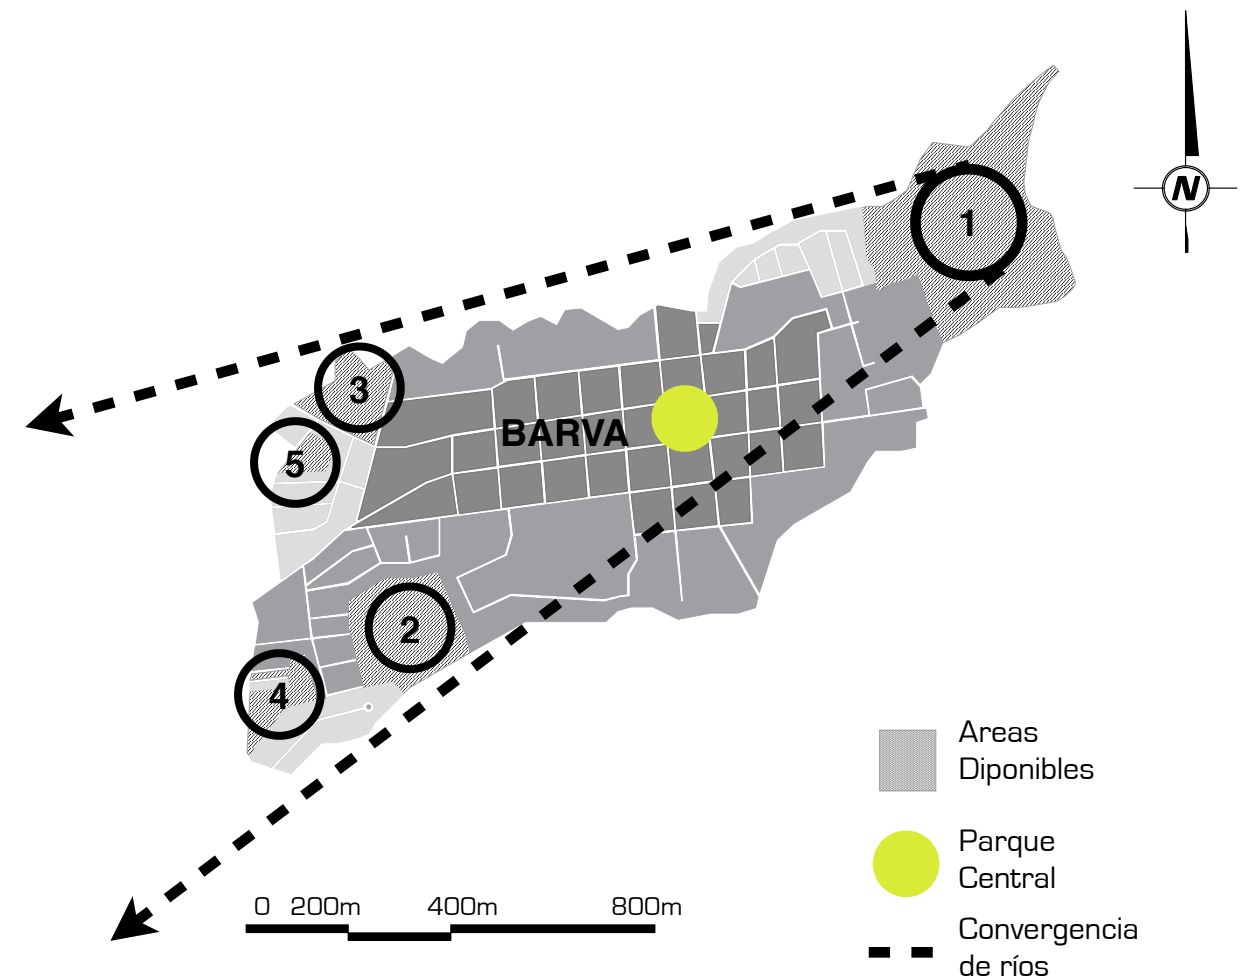 N
1
3
BARVA
5
2
4
Areas
Diponibles
Parque
Central
0 200m 400m 800m
Convergencia
de ríos